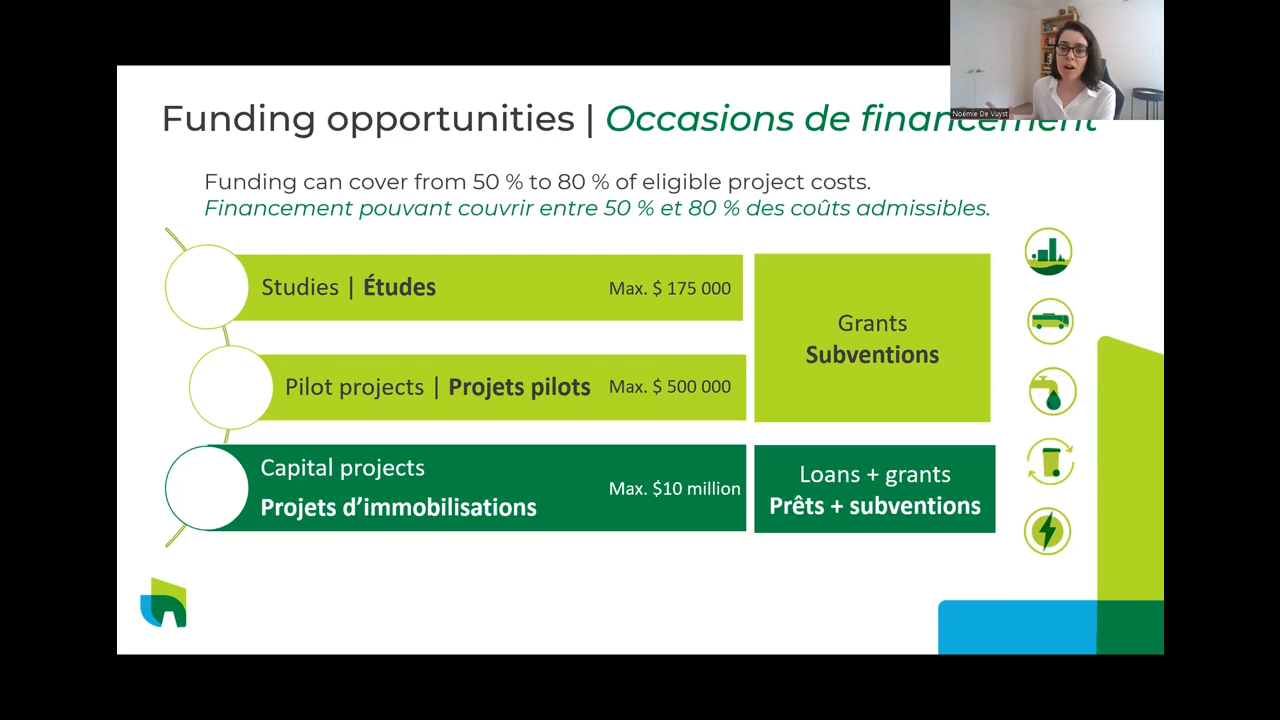 Funding opportunities | Occasions de financement
Noémie De Vuyst
Funding can cover from 50 % to 80 % of eligible project costs.
Financement pouvant couvrir entre 50 % et 80 % des coûts admissibles.
Studies | Études
Max. $ 175 000
Pilot projects | Projets pilots
Max. $ 500 000
Grants
Subventions
Capital projects
Projets d’immobilisations
Max. $10 million
Loans + grants
Prêts + subventions